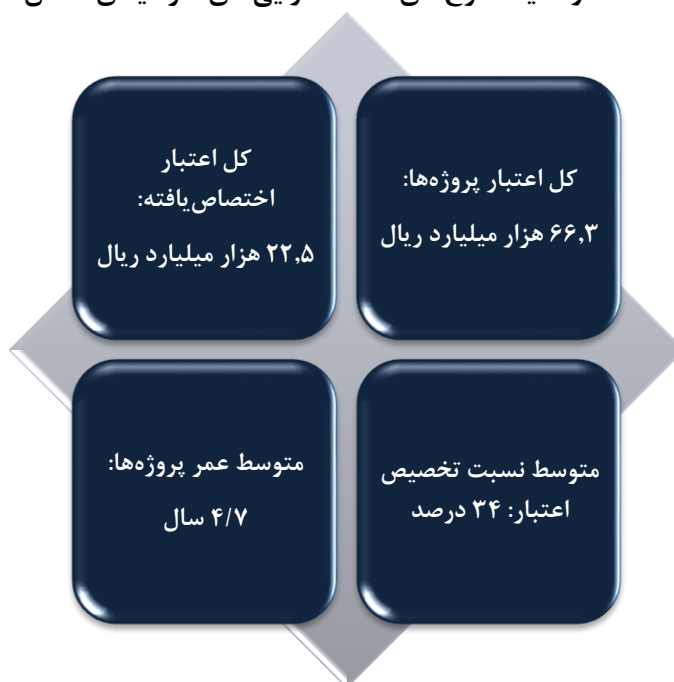 کل اعتبار پروژه‌ها:
۶۶,۳ هزار میلیارد ریال
کل اعتبار
اختصاص‌یافته:
۲۲,۵ هزار میلیارد ریال
متوسط نسبت تخصیص
اعتبار: ۳۴ درصد
متوسط عمر پروژه‌ها:
۴/۷ سال